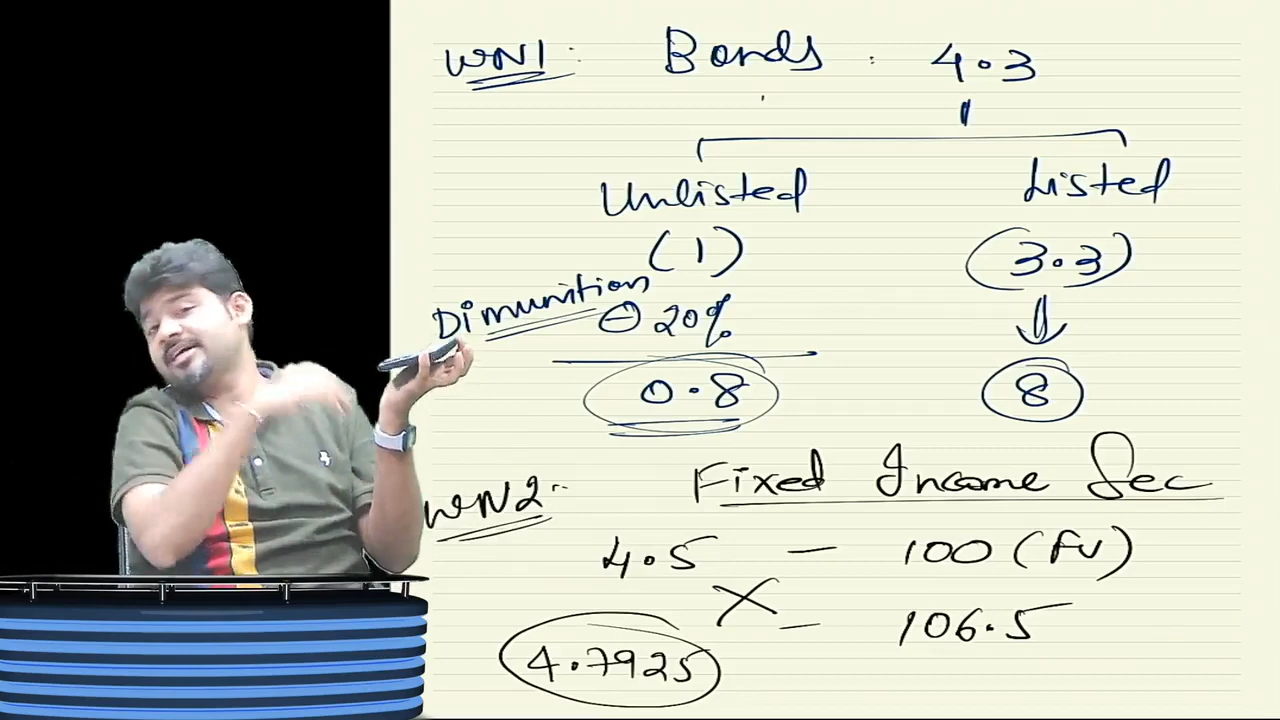 WN1: Bonds : 4.3
Unlisted Listed
(1) (3.3)
Dimunition
⊖ 20%
0.8 8
WN2:- Fixed Income Sec
4.5 — 100 (FV)
4.7925 — 106.5